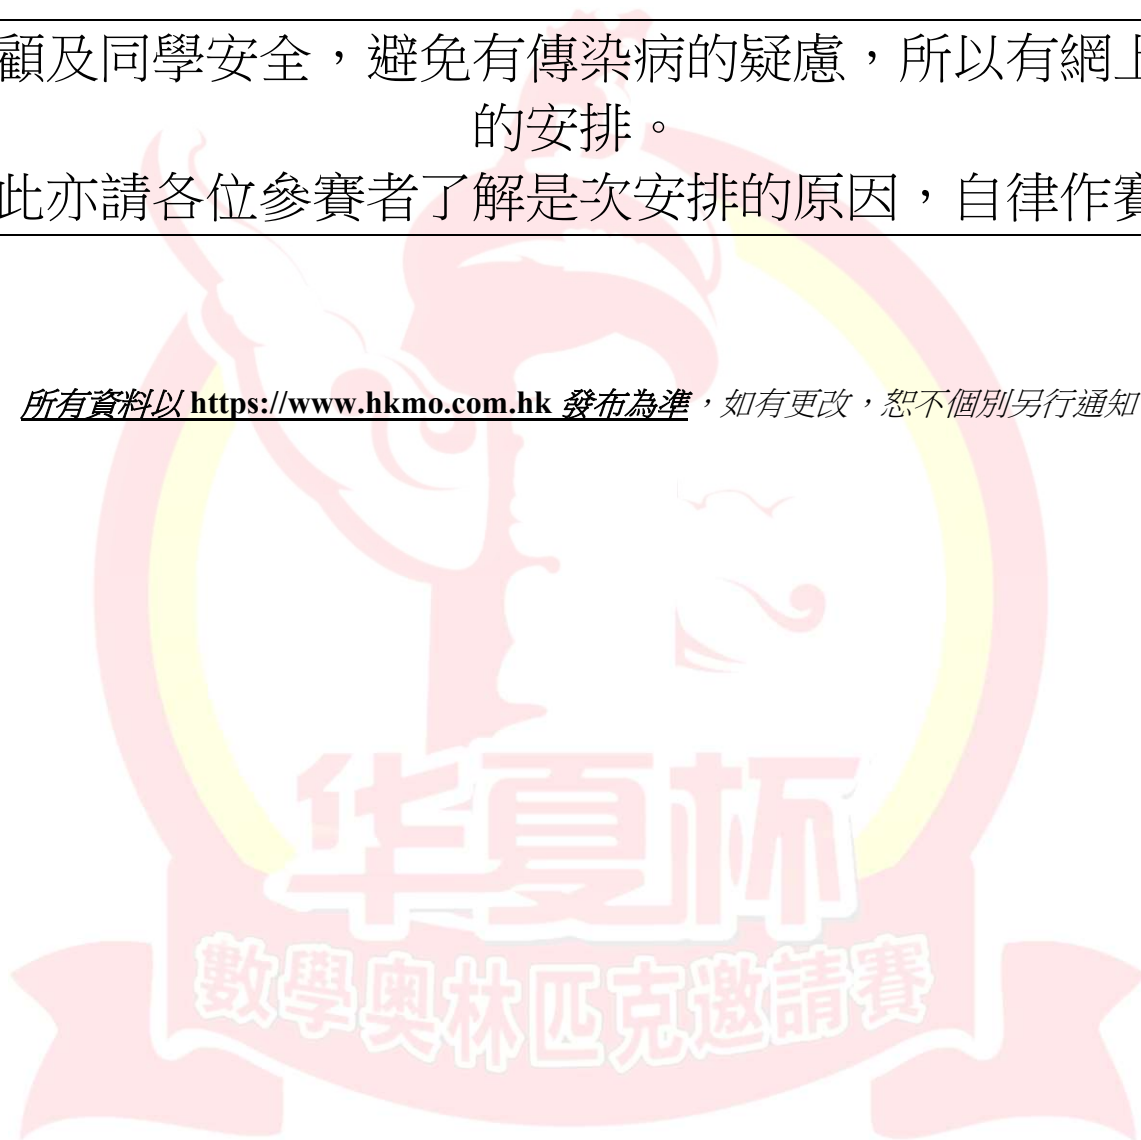 顧及同學安全，避免有傳染病的疑慮，所以有網
的安排。
此亦請各位參賽者了解是次安排的原因，自律作賽
所有資料以 https://www.hkmo.com.hk 發布為準，如有更改，恕不個別另行通知
华夏杯
數學奧林匹克邀請賽